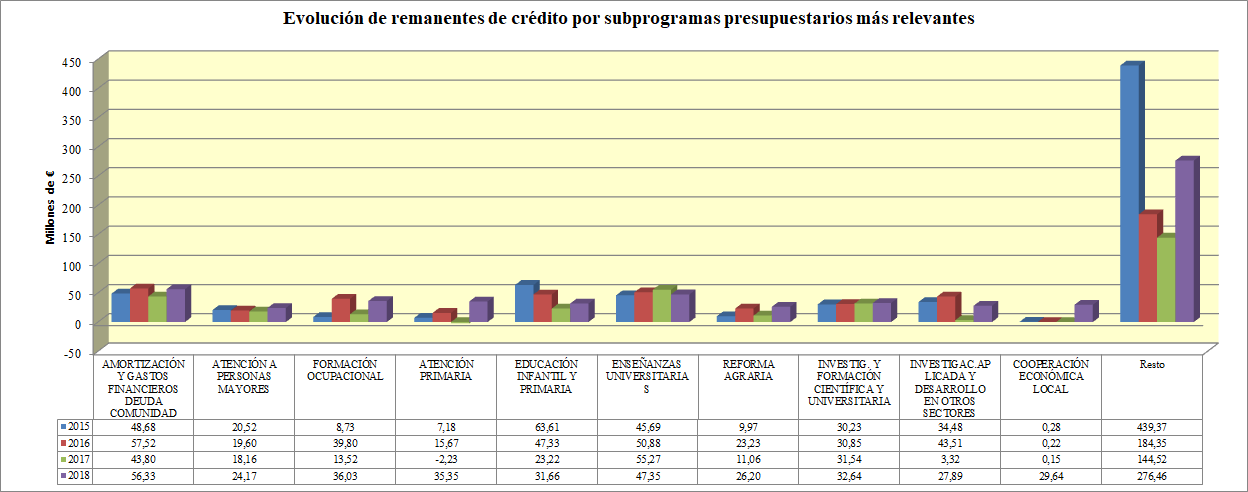 Evolución de remanentes de crédito por subprogramas presupuestarios más relevantes
Millones de €
450
400
350
300
250
200
150
100
50
0
-50
AMORTIZACIÓN
Y GASTOS
FINANCIEROS
DEUDA
COMUNIDAD
ATENCIÓN A
PERSONAS
MAYORES
FORMACIÓN
OCUPACIONAL
ATENCIÓN
PRIMARIA
EDUCACIÓN
INFANTIL Y
PRIMARIA
ENSEÑANZAS
UNIVERSITARIA
S
REFORMA
AGRARIA
INVESTIG. Y
FORMACIÓN
CIENTÍFICA Y
UNIVERSITARIA
INVESTIGAC.AP
LICADA Y
DESARROLLO
EN OTROS
SECTORES
COOPERACIÓN
ECONÓMICA
LOCAL
Resto
2015 48,68 20,52 8,73 7,18 63,61 45,69 9,97 30,23 34,48 0,28 439,37
2016 57,52 19,60 39,80 15,67 47,33 50,88 23,23 30,85 43,51 0,22 184,35
2017 43,80 18,16 13,52 -2,23 23,22 55,27 11,06 31,54 3,32 0,15 144,52
2018 56,33 24,17 36,03 35,35 31,66 47,35 26,20 32,64 27,89 29,64 276,46